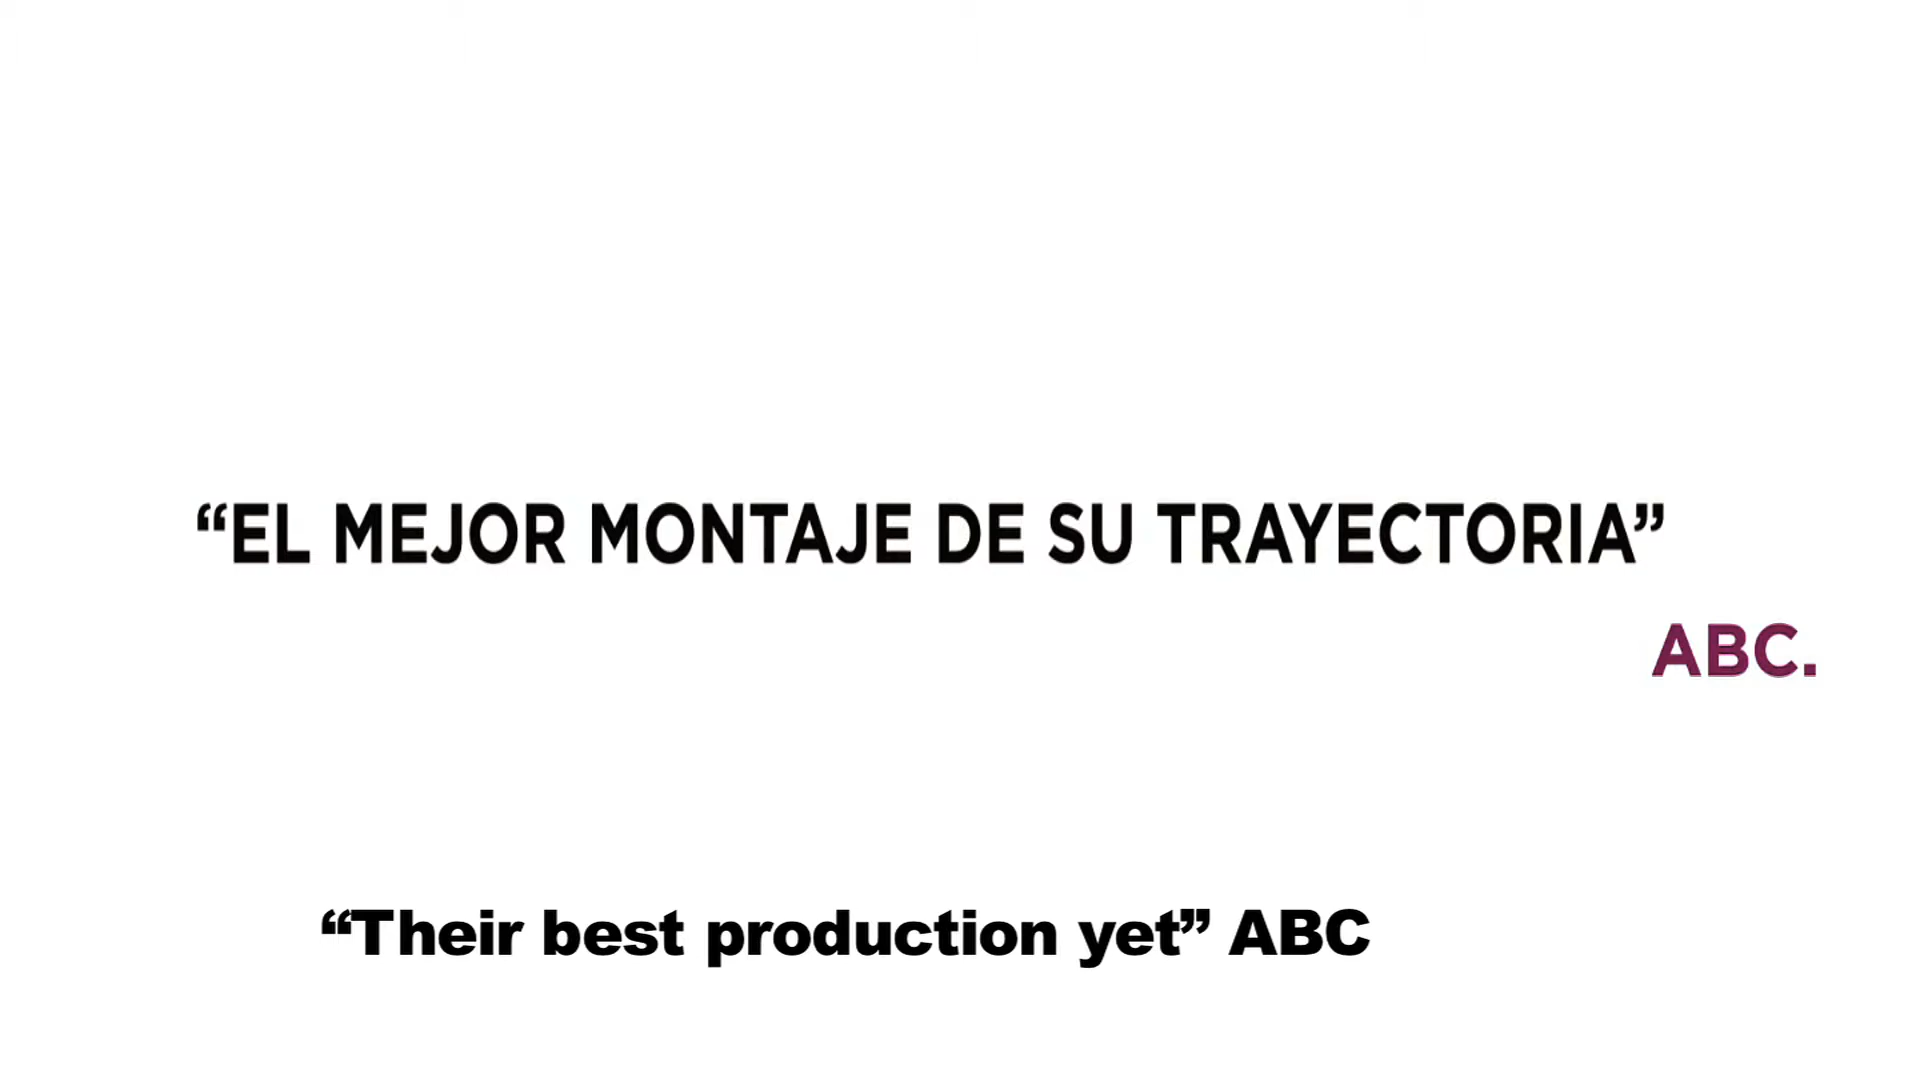 “EL MEJOR MONTAJE DE SU TRAYECTORIA”
ABC.
“Their best production yet” ABC